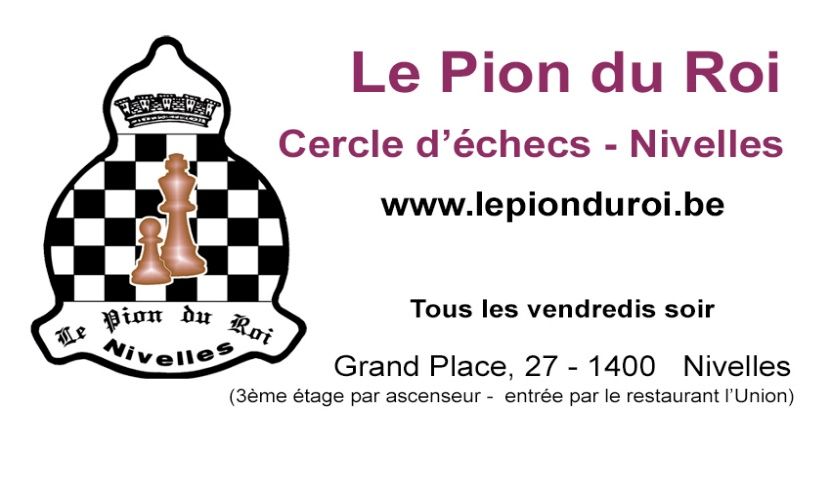 Le Pion du Roi
Cercle d’échecs - Nivelles
www.lepionduroi.be
Tous les vendredis soir
Grand Place, 27 - 1400 Nivelles
(3ème étage par ascenseur - entrée par le restaurant l’Union)
Le Pion du Roi
Nivelles